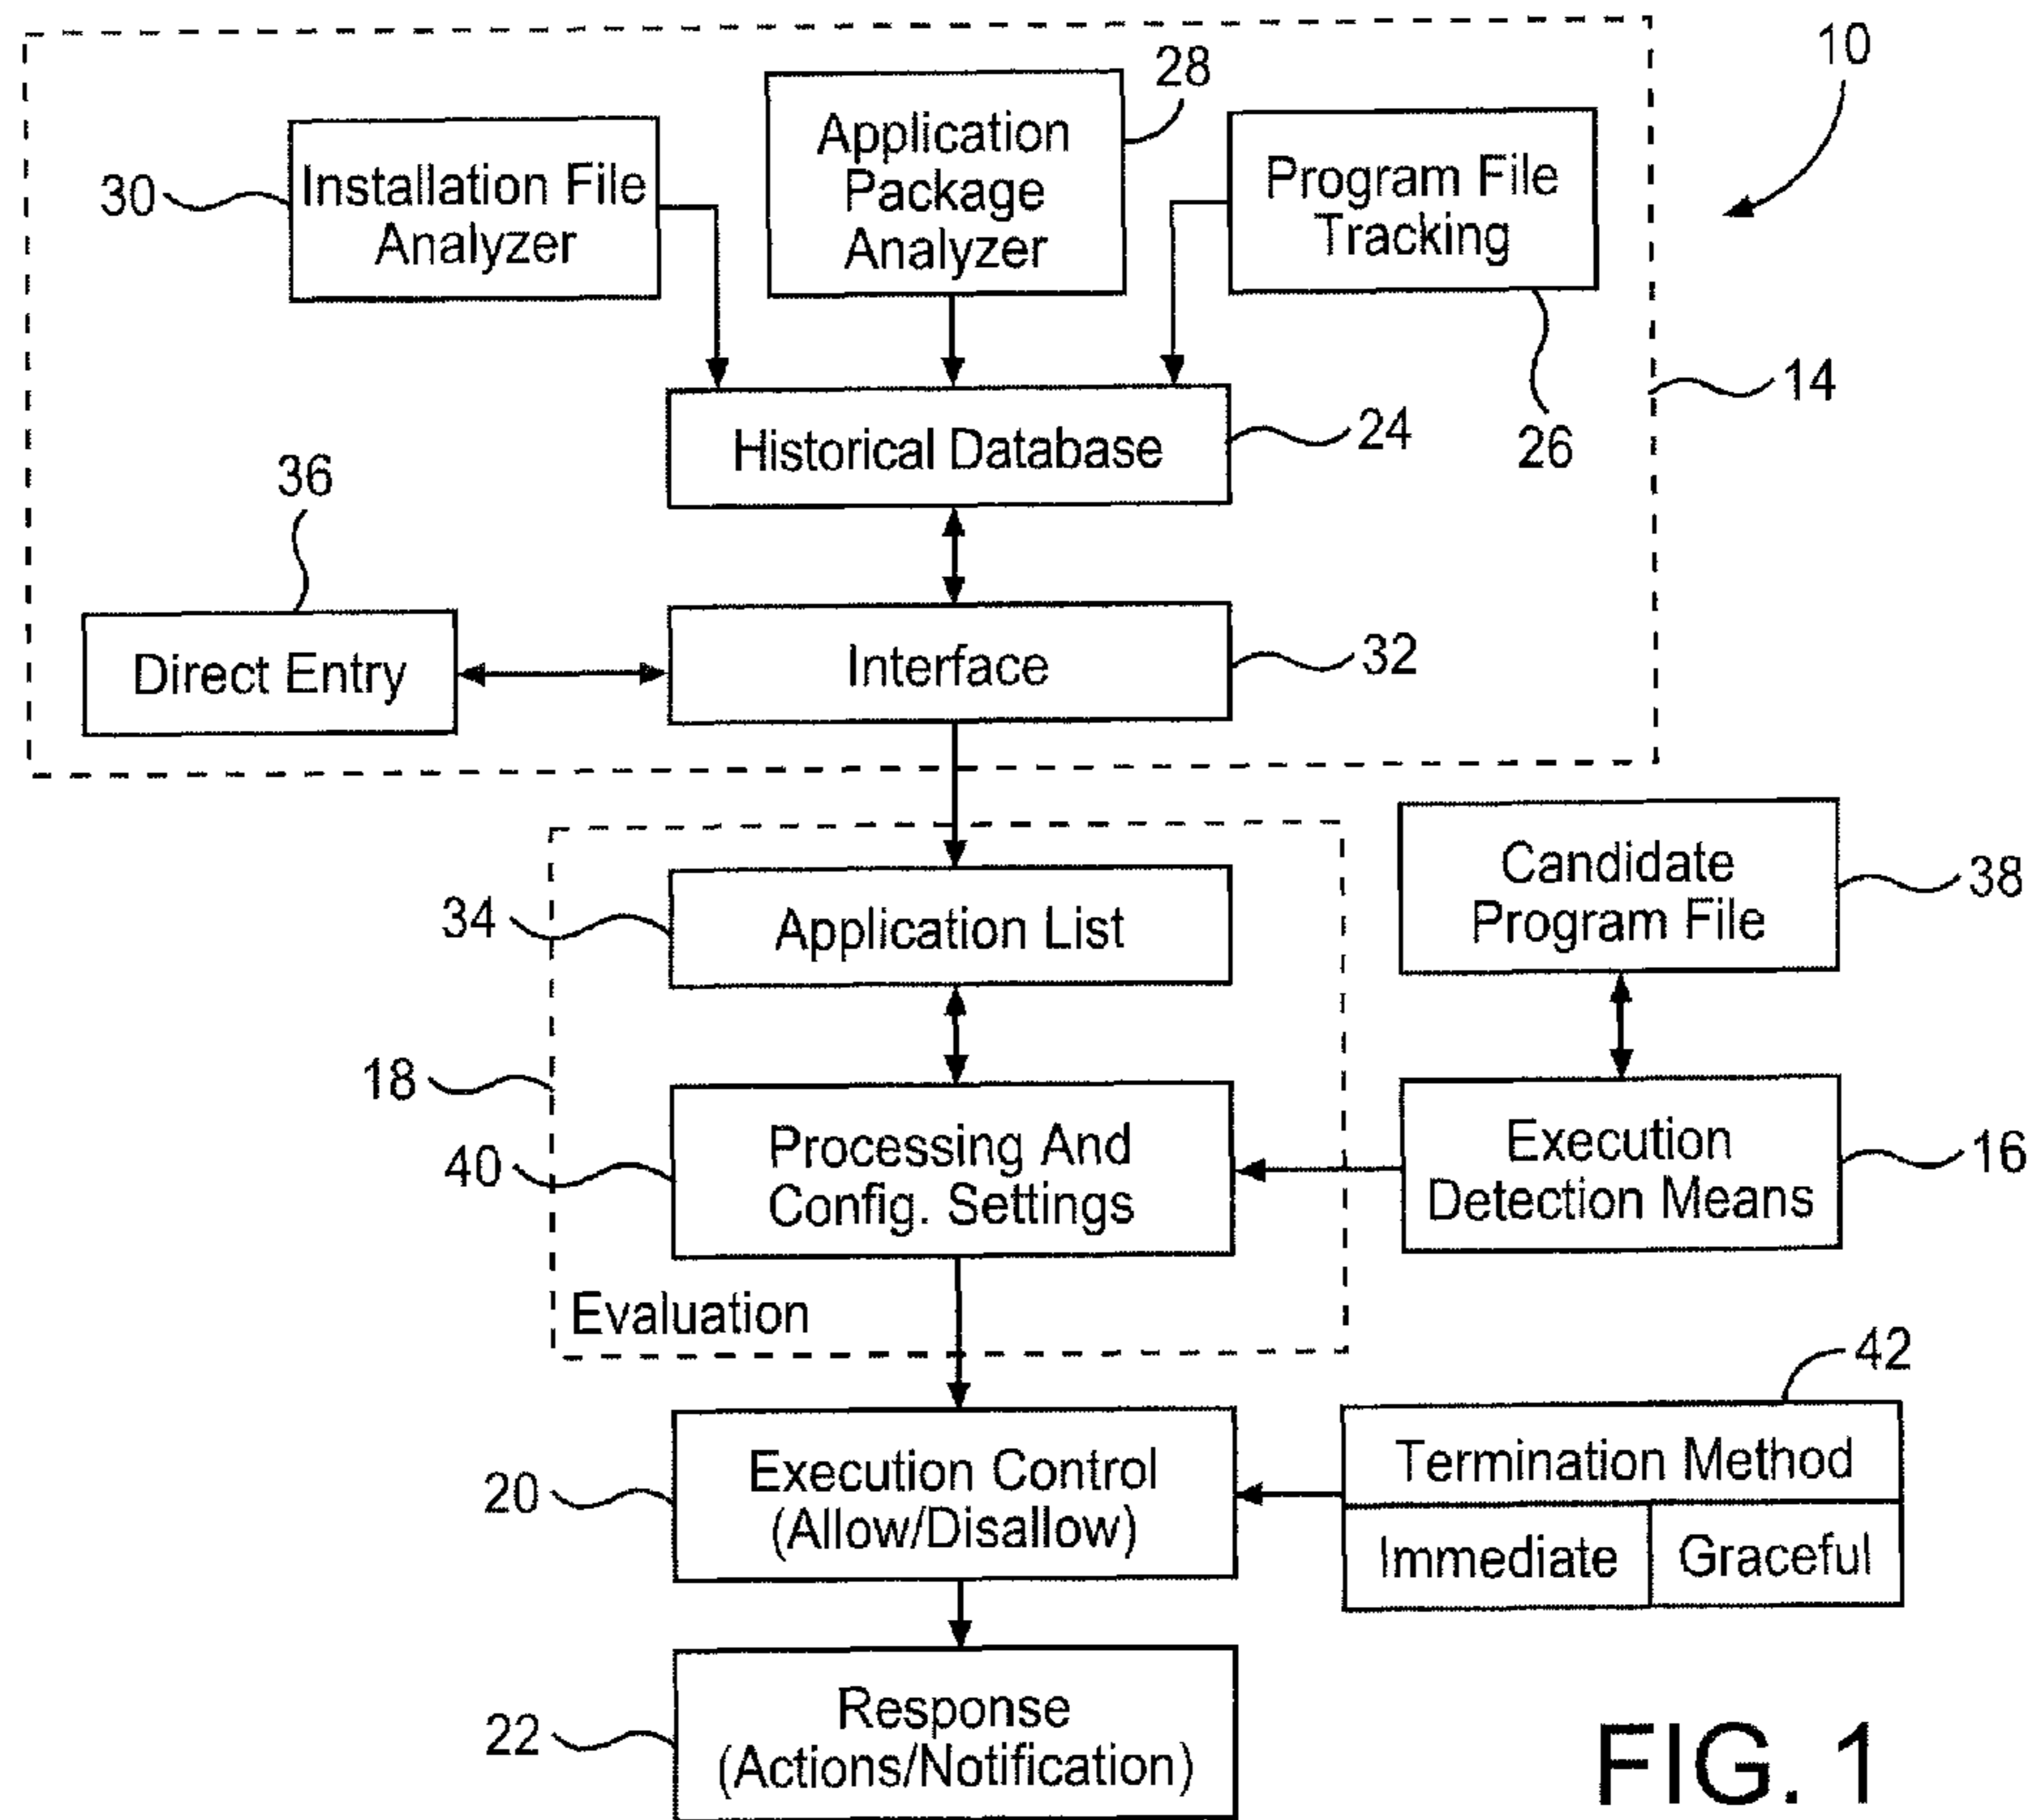 10
28
Application
Package
Analyzer
30
Installation File
Analyzer
Program File
Tracking
14
Historical Database
24
26
36
Direct Entry
Interface
32
Candidate
Program File
38
34
Application List
18
40
Processing And
Config. Settings
Execution
Detection Means
16
Evaluation
42
Termination Method
Immediate
Graceful
20
Execution Control
(Allow/Disallow)
22
Response
(Actions/Notification)
FIG. 1